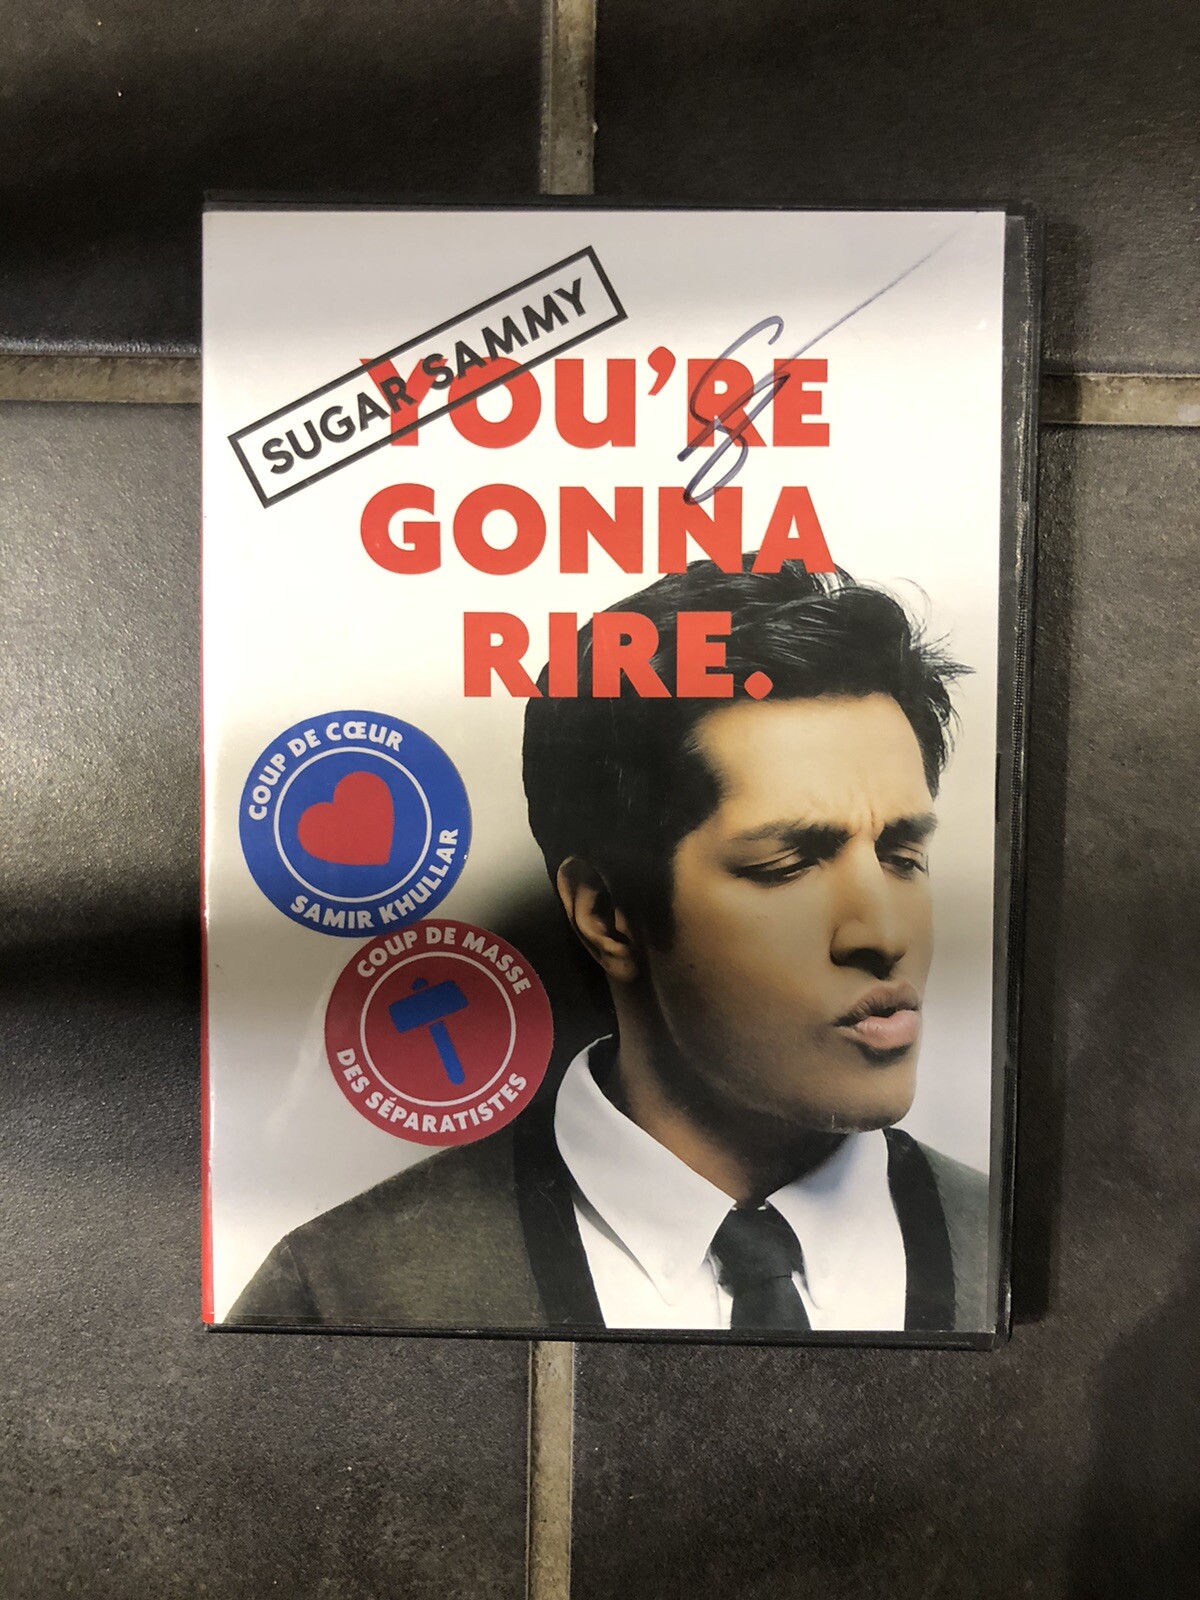 SUGAR SAMMY
YOU'RE
GONNA
RIRE.
COUP DE CŒUR
SAMIR KHULLAR
COUP DE MASSE
DES SÉPARATISTES